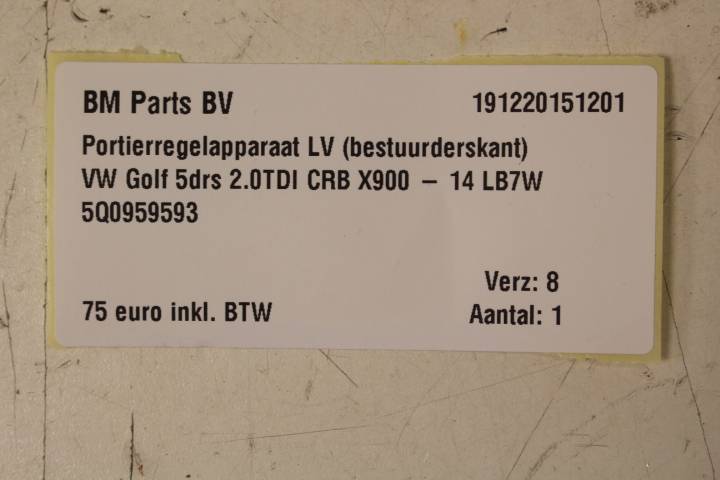 BM Parts BV 191220151201
Portierregelapparaat LV (bestuurderskant)
VW Golf 5drs 2.0TDI CRB X900 – 14 LB7W
5Q0959593
Verz: 8
75 euro inkl. BTW Aantal: 1